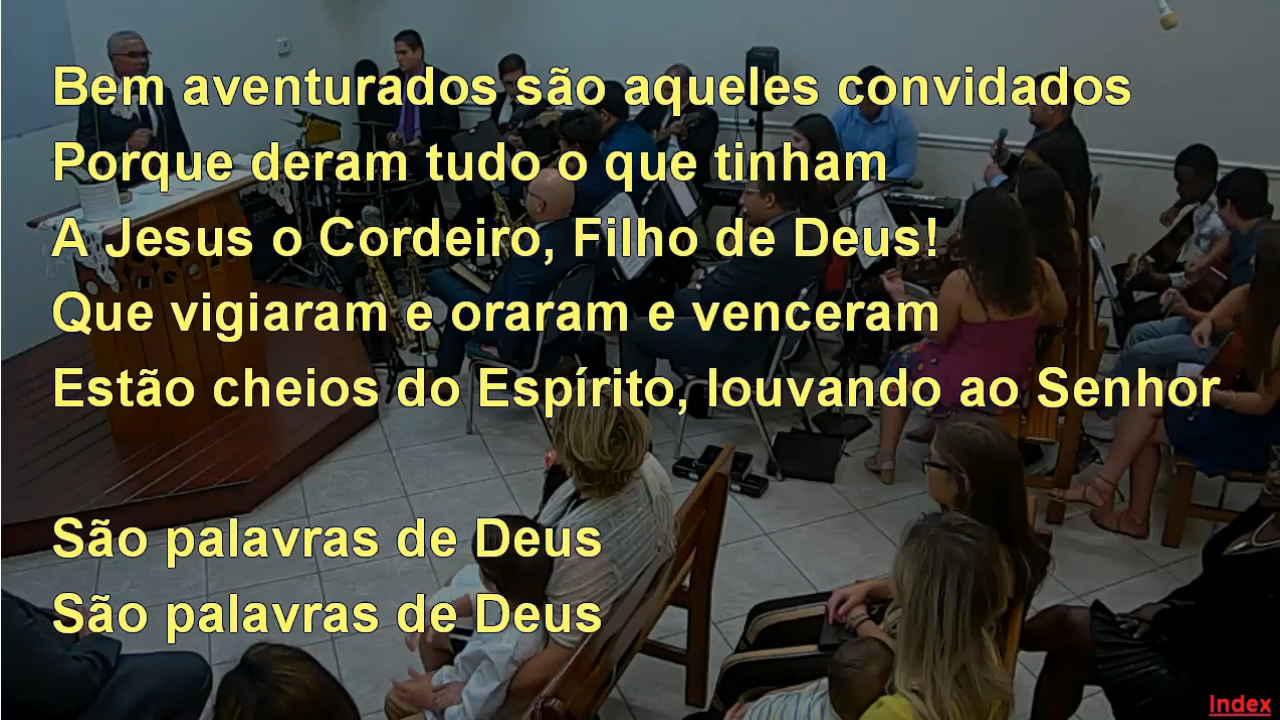 Bem aventurados são aqueles convidados
Porque deram tudo o que tinham
A Jesus o Cordeiro, Filho de Deus!
Que vigiaram e oraram e venceram
Estão cheios do Espírito, louvando ao Senhor
São palavras de Deus
São palavras de Deus
Index